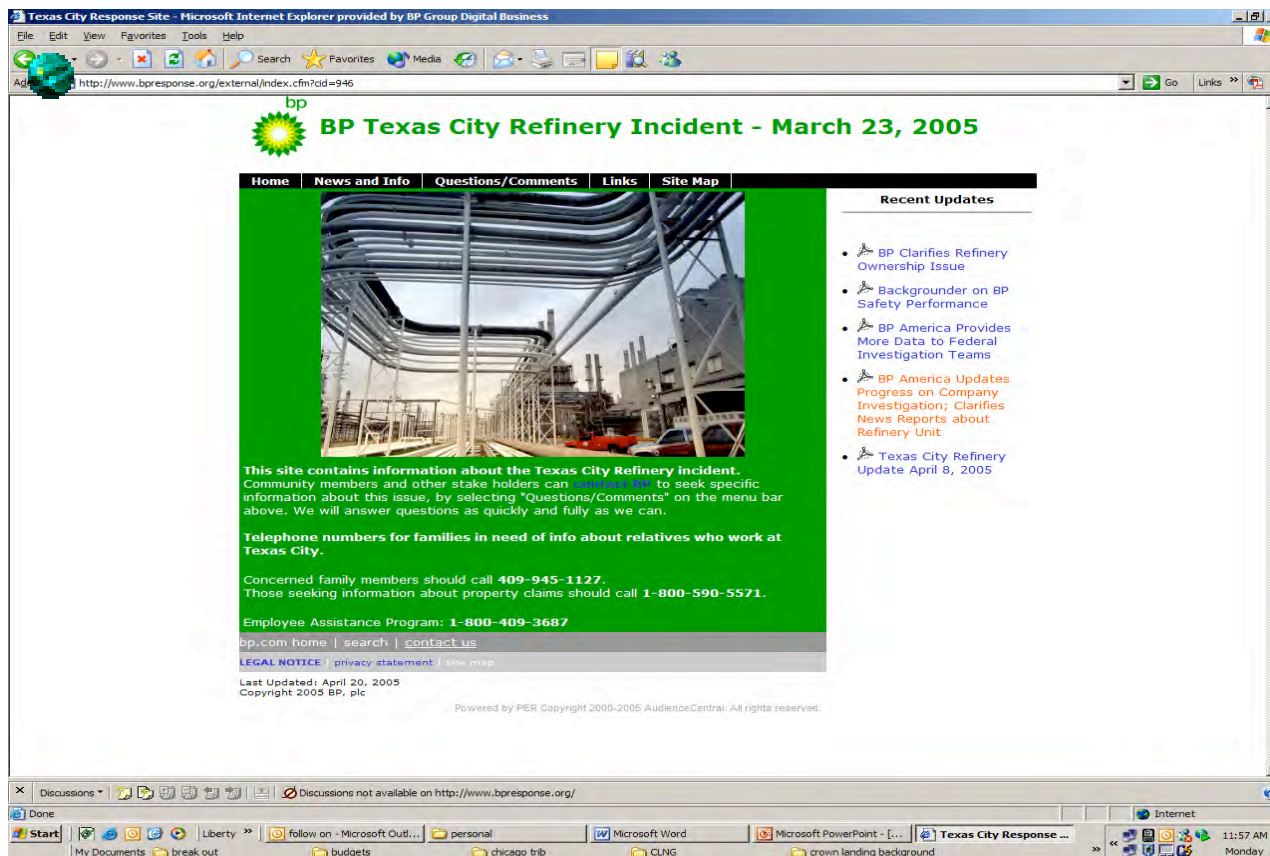 Texas City Response Site - Microsoft Internet Explorer provided by BP Group Digital Business
File Edit View Favorites Tools Help
Search Favorites Media
http://www.bpresponse.org/external/index.cfm?cid=946 Go Links »
bp
BP Texas City Refinery Incident - March 23, 2005
Home News and Info Questions/Comments Links Site Map
Recent Updates
BP Clarifies Refinery
Ownership Issue
Backgrounder on BP
Safety Performance
BP America Provides
More Data to Federal
Investigation Teams
BP America Updates
Progress on Company
Investigation; Clarifies
News Reports about
Refinery Unit
Texas City Refinery
Update April 8, 2005
This site contains information about the Texas City Refinery incident.
Community members and other stake holders can contact BP to seek specific
information about this issue, by selecting "Questions/Comments" on the menu bar
above. We will answer questions as quickly and fully as we can.
Telephone numbers for families in need of info about relatives who work at
Texas City.
Concerned family members should call 409-945-1127.
Those seeking information about property claims should call 1-800-590-5571.
Employee Assistance Program: 1-800-409-3687
bp.com home | search | contact us
LEGAL NOTICE | privacy statement | site map
Last Updated: April 20, 2005
Copyright 2005 BP, plc
Powered by PER Copyright 2000-2005 AudienceCentral. All rights reserved.
Discussions Discussions not available on http://www.bpresponse.org/
Done Internet
Start Liberty » follow on - Microsoft Outl... personal Microsoft Word Microsoft PowerPoint - [... Texas City Response ... « 11:57 AM
My Documents break out budgets chicago trib CLNG crown landing background » Monday